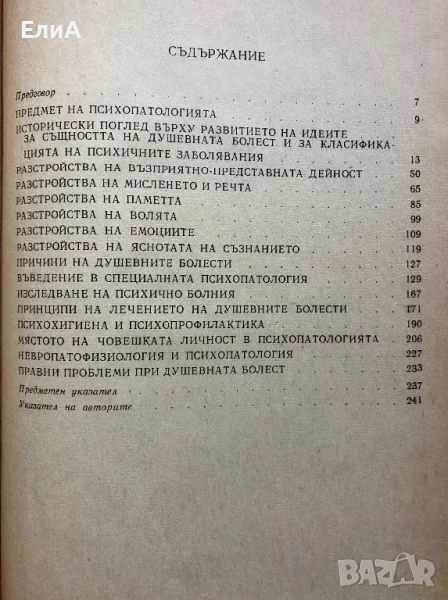 ЕлиА
СЪДЪРЖАНИЕ
Предговор 7
ПРЕДМЕТ НА ПСИХОПАТОЛОГИЯТА 9
ИСТОРИЧЕСКИ ПОГЛЕД ВЪРХУ РАЗВИТИЕТО НА ИДЕИТЕ
ЗА СЪЩНОСТТА НА ДУШЕВНАТА БОЛЕСТ И ЗА КЛАСИФИКА-
ЦИЯТА НА ПСИХИЧНИТЕ ЗАБОЛЯВАНИЯ 13
РАЗСТРОЙСТВА НА ВЪЗПРИЯТНО-ПРЕДСТАВНАТА ДЕЙНОСТ 50
РАЗСТРОЙСТВА НА МИСЛЕНЕТО И РЕЧТА 65
РАЗСТРОЙСТВА НА ПАМЕТТА 85
РАЗСТРОЙСТВА НА ВОЛЯТА 99
РАЗСТРОЙСТВА НА ЕМОЦИИТЕ 109
РАЗСТРОЙСТВА НА ЯСНОТАТА НА СЪЗНАНИЕТО 119
ПРИЧИНИ НА ДУШЕВНИТЕ БОЛЕСТИ 127
ВЪВЕДЕНИЕ В СПЕЦИАЛНАТА ПСИХОПАТОЛОГИЯ 129
ИЗСЛЕДВАНЕ НА ПСИХИЧНО БОЛНИЯ 167
ПРИНЦИПИ НА ЛЕЧЕНИЕТО НА ДУШЕВНИТЕ БОЛЕСТИ 171
ПСИХОХИГИЕНА И ПСИХОПРОФИЛАКТИКА 190
МЯСТОТО НА ЧОВЕШКАТА ЛИЧНОСТ В ПСИХОПАТОЛОГИЯТА 206
НЕВРОПАТОФИЗИОЛОГИЯ И ПСИХОПАТОЛОГИЯ 227
ПРАВНИ ПРОБЛЕМИ ПРИ ДУШЕВНАТА БОЛЕСТ 233
Предметен указател 237
Указател на авторите 241
BAZAR